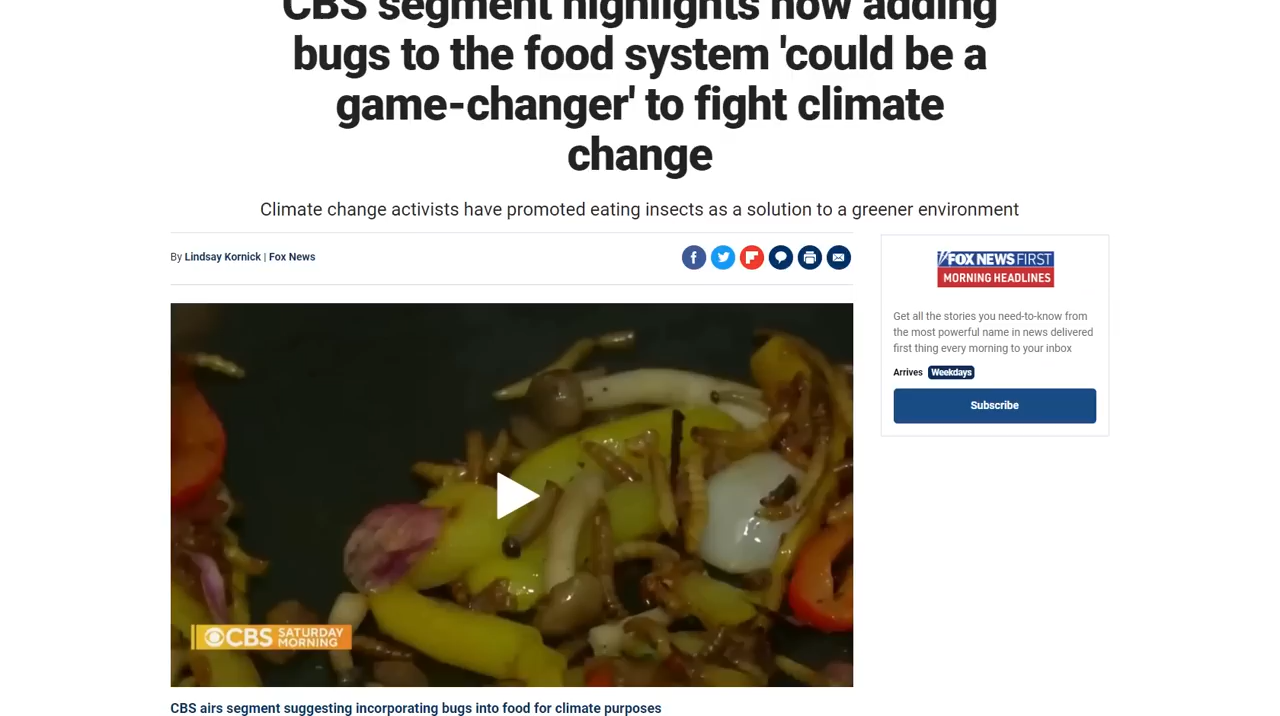 CBS segment highlights how adding
bugs to the food system 'could be a
game-changer' to fight climate
change
Climate change activists have promoted eating insects as a solution to a greener environment
By Lindsay Kornick | Fox News
FOX NEWS FIRST
MORNING HEADLINES
Get all the stories you need-to-know from
the most powerful name in news delivered
first thing every morning to your inbox
Arrives Weekdays
Subscribe
CBS SATURDAY
MORNING
CBS airs segment suggesting incorporating bugs into food for climate purposes